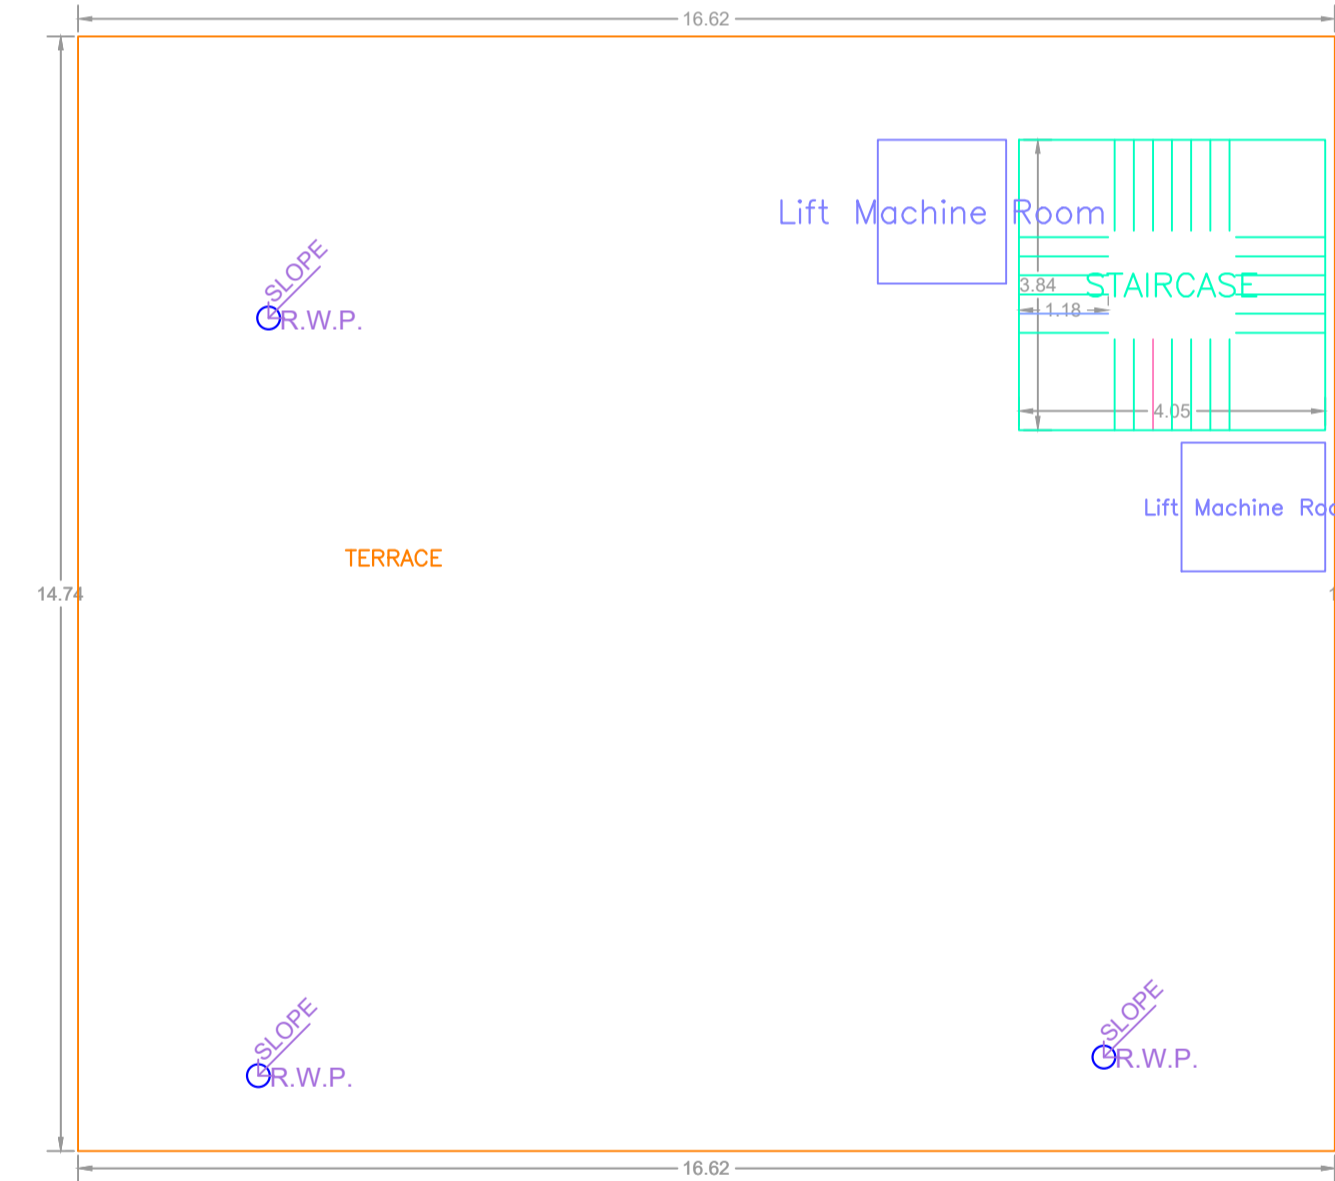 16.62
Lift Machine Room
SLOPE
R.W.P.
STAIRCASE
3.84
1.18
4.05
Lift Machine
TERRACE
14.74
SLOPE
R.W.P.
SLOPE
R.W.P.
16.62